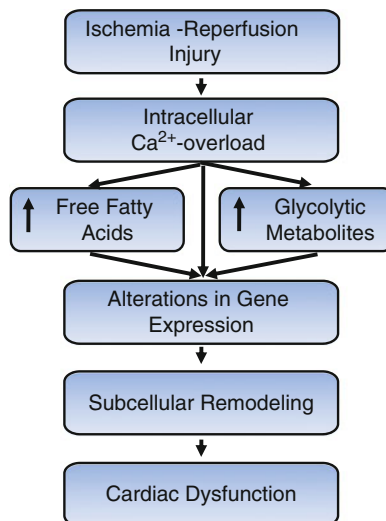 Ischemia -Reperfusion
Injury
Intracellular
Ca²⁺-overload
Free Fatty
Acids
Glycolytic
Metabolites
Alterations in Gene
Expression
Subcellular Remodeling
Cardiac Dysfunction